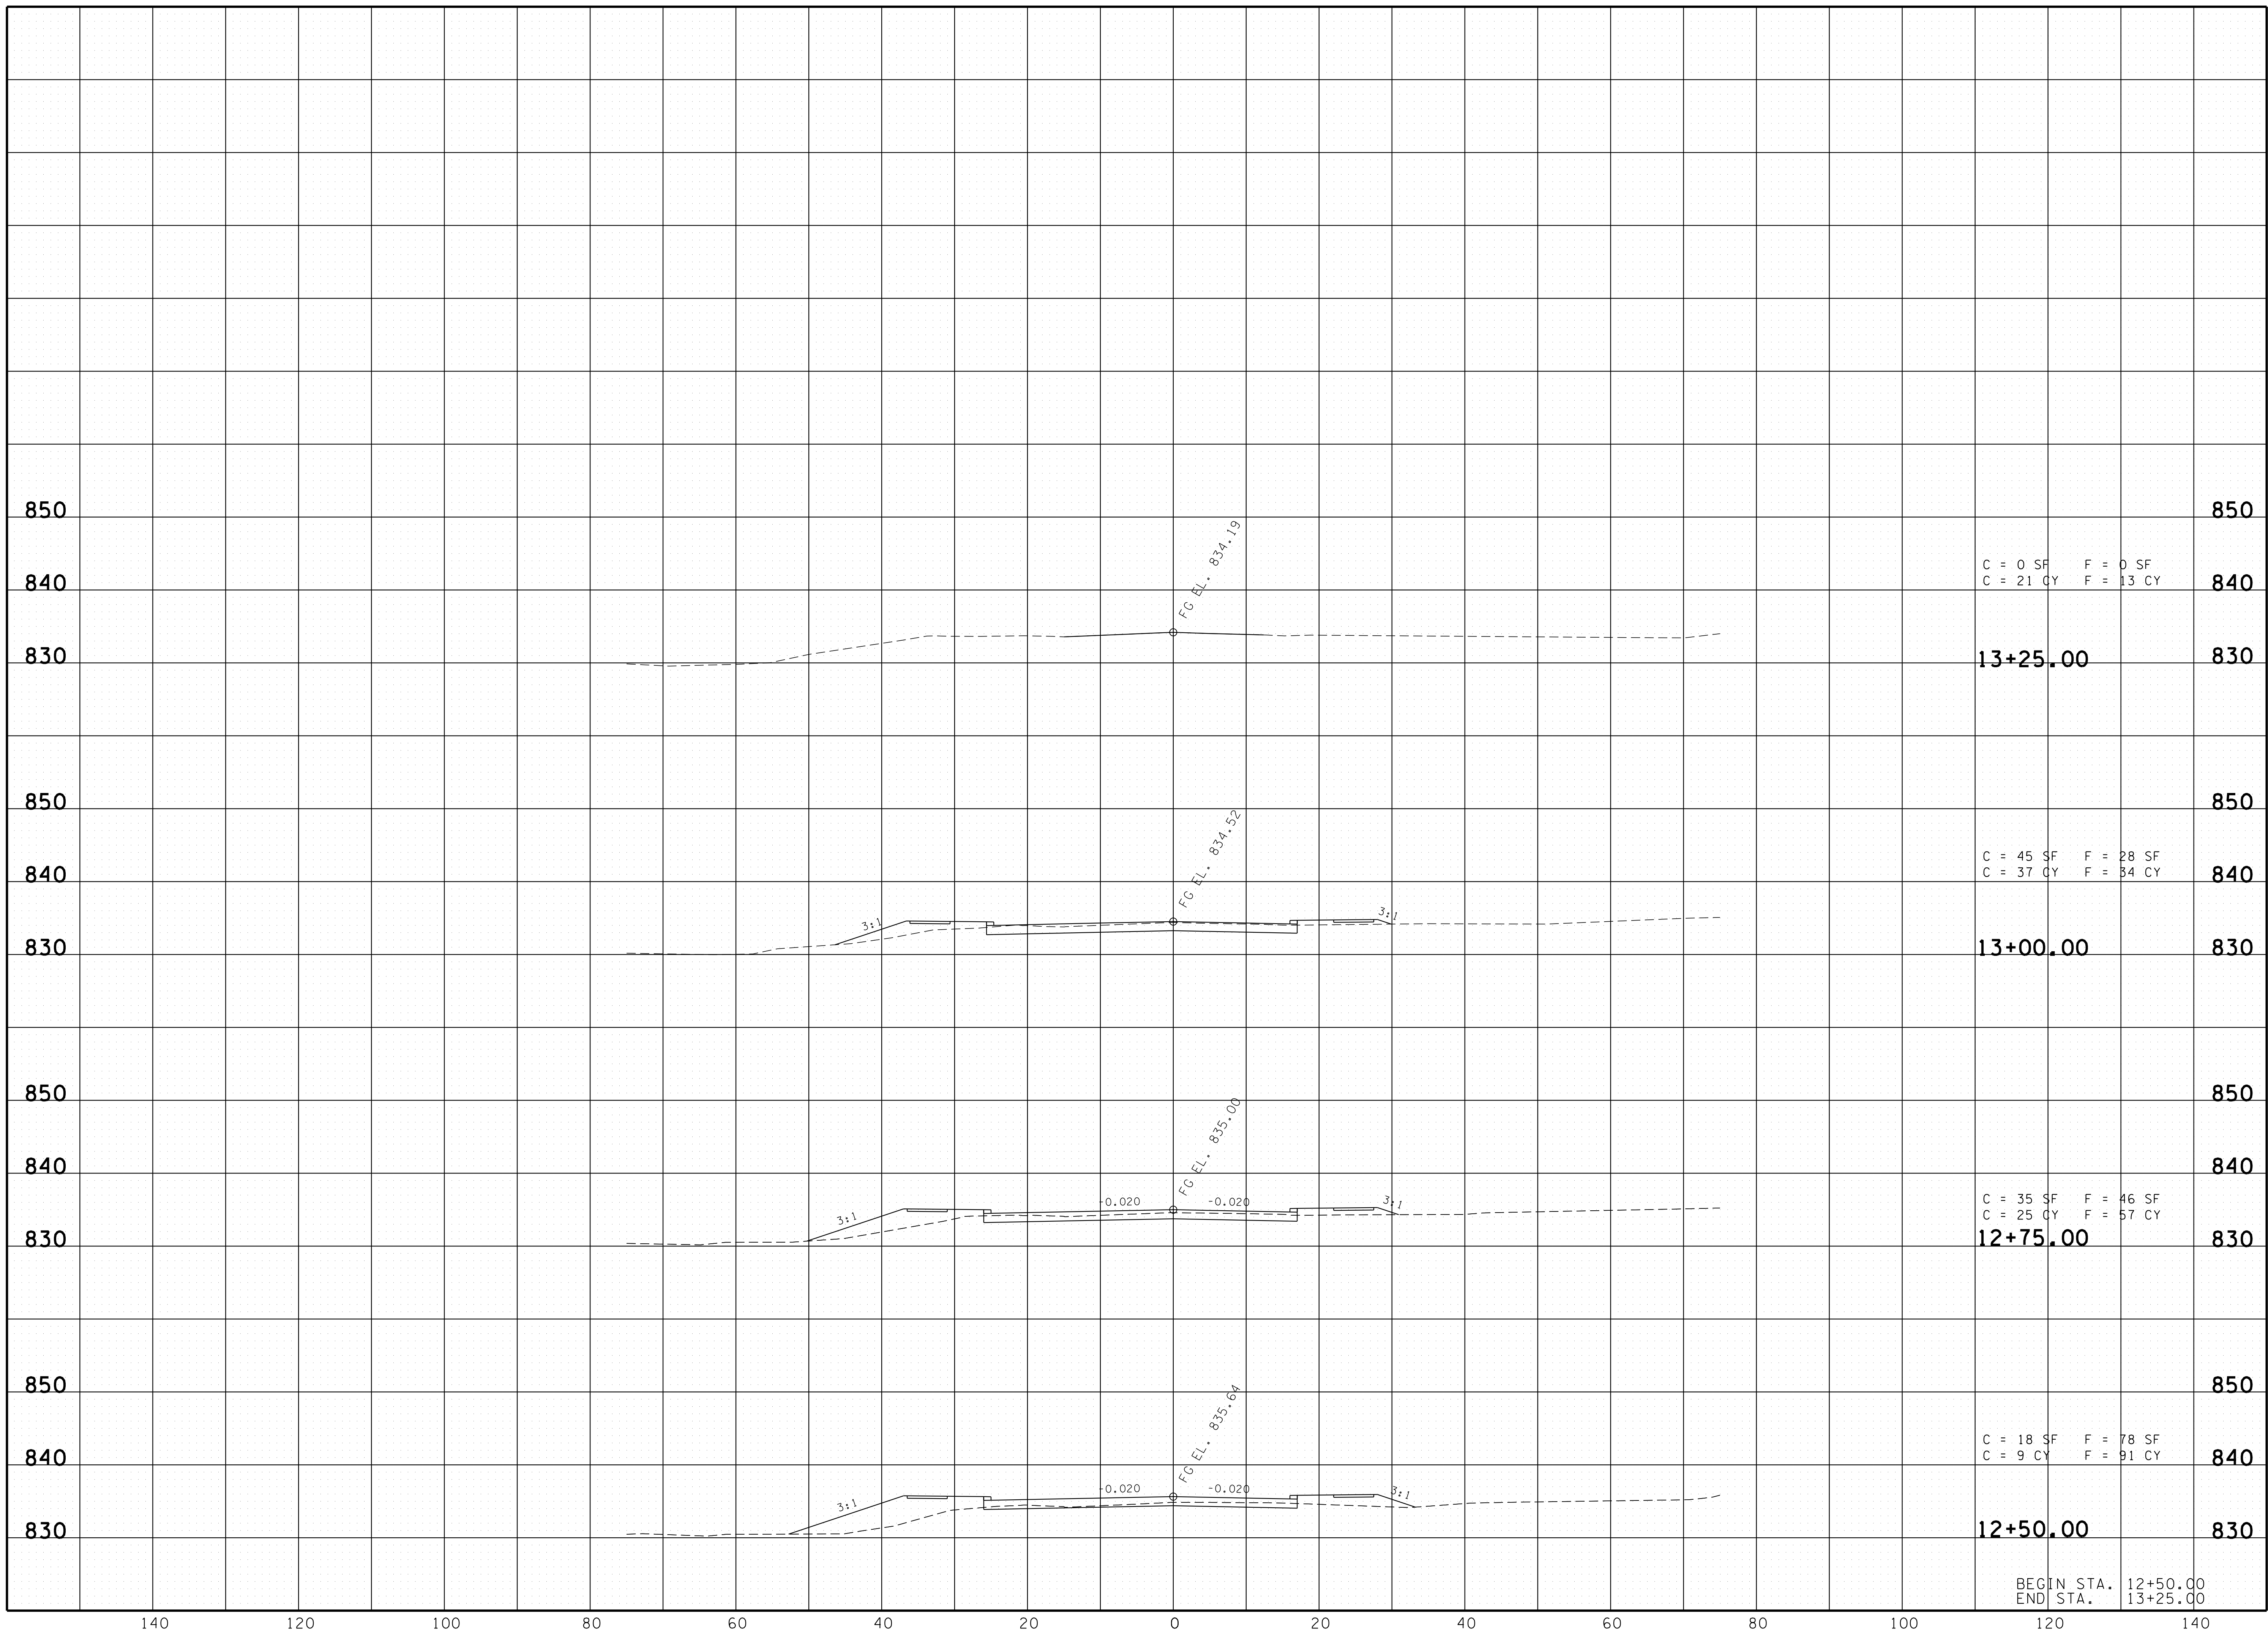 850 850
FG EL. 834.19
C = 0 SF F = 0 SF
C = 21 CY F = 13 CY
840 840
830 13+25.00 830
850 850
FG EL. 834.52
C = 45 SF F = 28 SF
C = 37 CY F = 34 CY
840 840
3:1 3:1
830 13+00.00 830
850 850
FG EL. 835.00
840 840
-0.020 -0.020
3:1 3:1
C = 35 SF F = 46 SF
C = 25 CY F = 57 CY
830 12+75.00 830
850 850
FG EL. 835.64
C = 18 SF F = 78 SF
C = 9 CY F = 91 CY
840 840
-0.020 -0.020
3:1 3:1
830 12+50.00 830
BEGIN STA. 12+50.00
END STA. 13+25.00
140 120 100 80 60 40 20 0 20 40 60 80 100 120 140